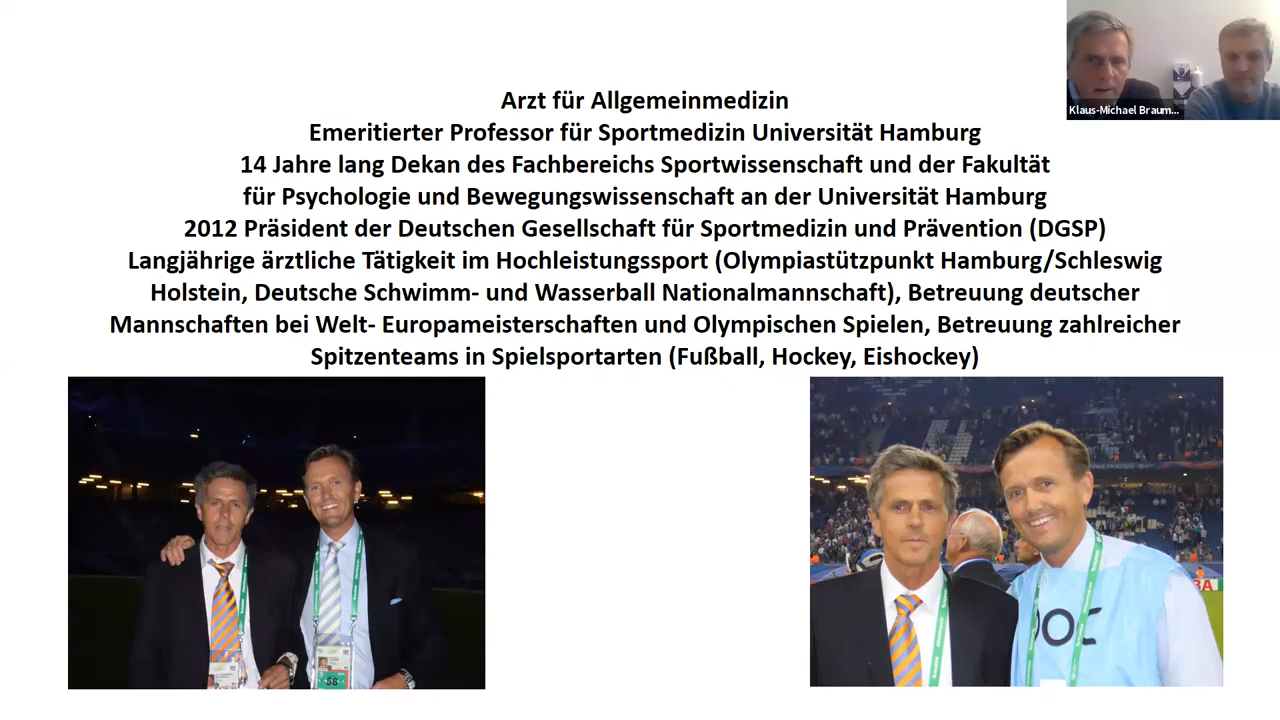 Klaus-Michael Braum...
Arzt für Allgemeinmedizin
Emeritierter Professor für Sportmedizin Universität Hamburg
14 Jahre lang Dekan des Fachbereichs Sportwissenschaft und der Fakultät
für Psychologie und Bewegungswissenschaft an der Universität Hamburg
2012 Präsident der Deutschen Gesellschaft für Sportmedizin und Prävention (DGSP)
Langjährige ärztliche Tätigkeit im Hochleistungssport (Olympiastützpunkt Hamburg/Schleswig
Holstein, Deutsche Schwimm- und Wasserball Nationalmannschaft), Betreuung deutscher
Mannschaften bei Welt- Europameisterschaften und Olympischen Spielen, Betreuung zahlreicher
Spitzenteams in Spielsportarten (Fußball, Hockey, Eishockey)
58
DOC